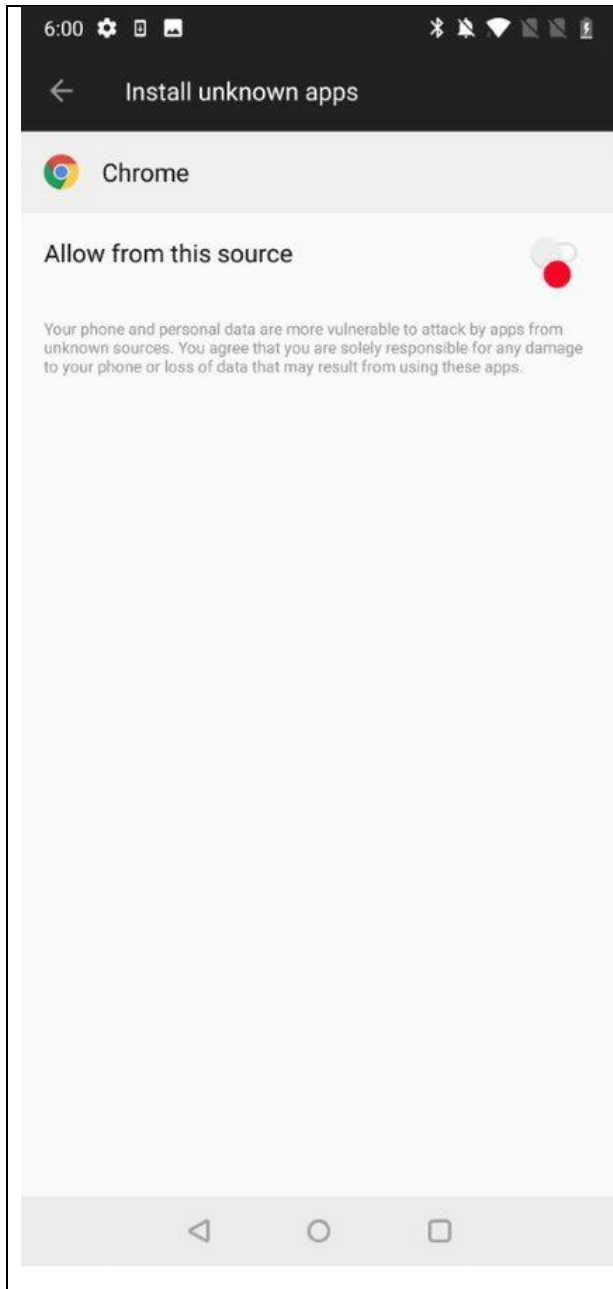 6:00
Install unknown apps
Chrome
Allow from this source
Your phone and personal data are more vulnerable to attack by apps from
unknown sources. You agree that you are solely responsible for any damage
to your phone or loss of data that may result from using these apps.